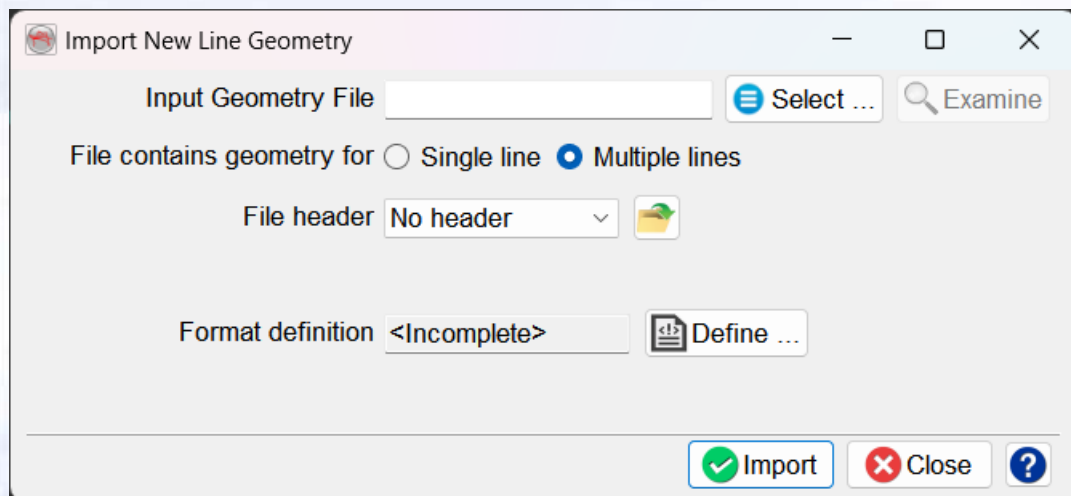 Import New Line Geometry
Input Geometry File Select ... Examine
File contains geometry for Single line Multiple lines
File header No header
Format definition <Incomplete> Define ...
Import Close ?